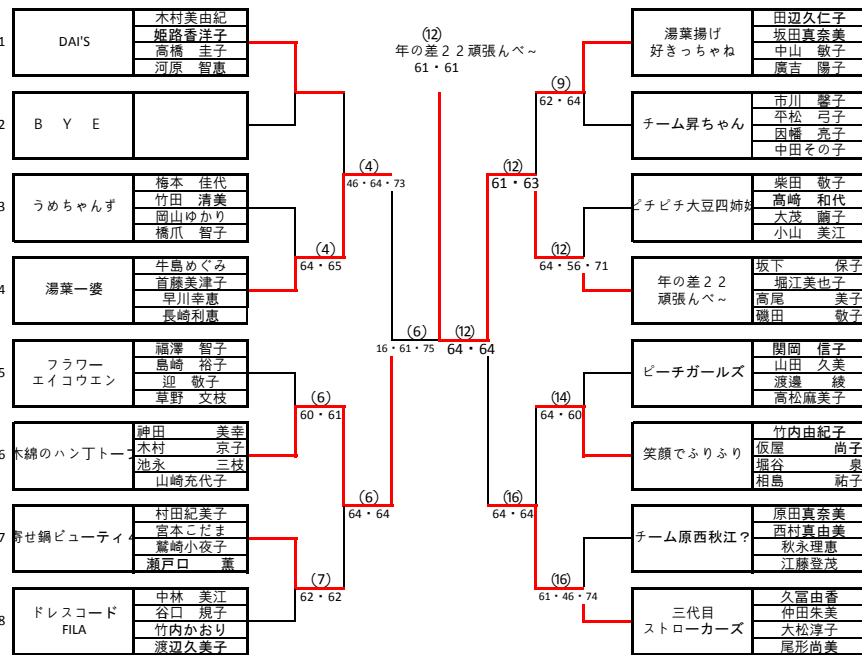 1
DAI'S
木村美由紀
姫路香洋子
高橋　圭子
河原　智恵
2
Ｂ　Ｙ　Ｅ
3
うめちゃんず
梅本　佳代
竹田　清美
岡山ゆかり
橋爪　智子
4
湯葉一婆
牛島めぐみ
首藤美津子
早川幸恵
長崎利恵
5
フラワー
エイコウエン
福澤　智子
島崎　裕子
迎　敬子
草野　文枝
6
木綿のハン丁トーフ
神田　美幸
木村　京子
池永　三枝
山崎充代子
7
寄せ鍋ビューティ
村田紀美子
宮本こだま
鷲崎小夜子
瀬戸口　薫
8
ドレスコード
FILA
中林　美江
谷口　規子
竹内かおり
渡辺久美子
(4)
46・64・73
(4)
64・65
(6)
16・61・75
(6)
60・61
(6)
64・64
(7)
62・62
(12)
年の差２２頑張んべ～
61・61
(12)
64・64
(9)
62・64
(12)
61・63
(12)
64・56・71
(14)
64・60
(16)
64・64
(16)
61・46・74
湯葉揚げ
好きっちゃね
田辺久仁子
坂田真奈美
中山　敏子
廣吉　陽子
チーム昇ちゃん
市川　馨子
平松　弓子
因幡　亮子
中田その子
ピチピチ大豆四姉妹
柴田　敬子
高﨑　和代
大茂　繭子
小山　美江
年の差２２
頑張んべ～
坂下　保子
堀江美也子
高尾　美子
磯田　敬子
ピーチガールズ
関岡　信子
山田　久美
渡邉　綾
高松麻美子
笑顔でふりふり
竹内由紀子
仮屋　尚子
堀谷　泉
相島　祐子
チーム原西秋江？
原田真奈美
西村真由美
秋永理恵
江藤登茂
三代目
ストローカーズ
久冨由香
仲田朱美
大松淳子
尾形尚美